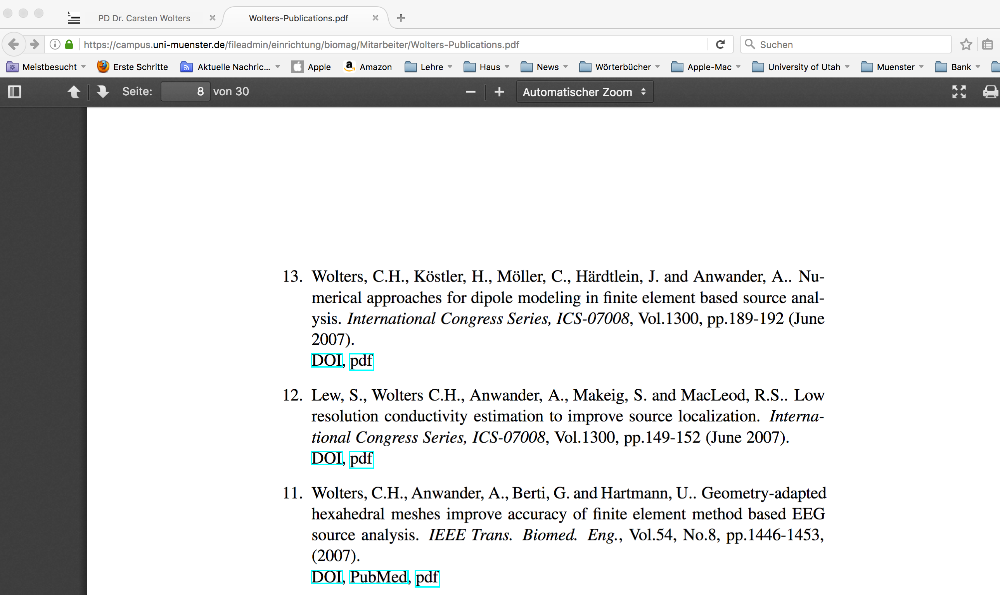 PD Dr. Carsten Wolters
Wolters-Publications.pdf
https://campus.uni-muenster.de/fileadmin/einrichtung/biomag/Mitarbeiter/Wolters-Publications.pdf
Suchen
Meistbesucht
Erste Schritte
Aktuelle Nachric...
Apple
Amazon
Lehre
Haus
News
Wörterbücher
Apple-Mac
University of Utah
Muenster
Bank
Seite: 8 von 30
Automatischer Zoom
13. Wolters, C.H., Köstler, H., Möller, C., Härdtlein, J. and Anwander, A.. Nu-
merical approaches for dipole modeling in finite element based source anal-
ysis. International Congress Series, ICS-07008, Vol.1300, pp.189-192 (June
2007).
DOI, pdf
12. Lew, S., Wolters C.H., Anwander, A., Makeig, S. and MacLeod, R.S.. Low
resolution conductivity estimation to improve source localization. Interna-
tional Congress Series, ICS-07008, Vol.1300, pp.149-152 (June 2007).
DOI, pdf
11. Wolters, C.H., Anwander, A., Berti, G. and Hartmann, U.. Geometry-adapted
hexahedral meshes improve accuracy of finite element method based EEG
source analysis. IEEE Trans. Biomed. Eng., Vol.54, No.8, pp.1446-1453,
(2007).
DOI, PubMed, pdf